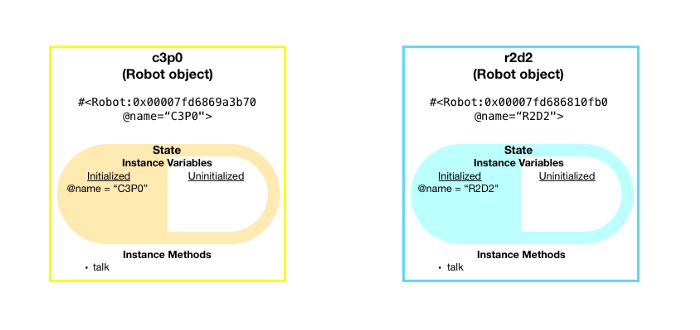 c3p0
(Robot object)
#<Robot:0x00007fd6869a3b70
@name=“C3P0">
State
Instance Variables
Initialized
Uninitialized
@name = “C3P0”
Instance Methods
• talk
r2d2
(Robot object)
#<Robot:0x00007fd686810fb0
@name=“R2D2">
State
Instance Variables
Initialized
Uninitialized
@name = “R2D2”
Instance Methods
• talk